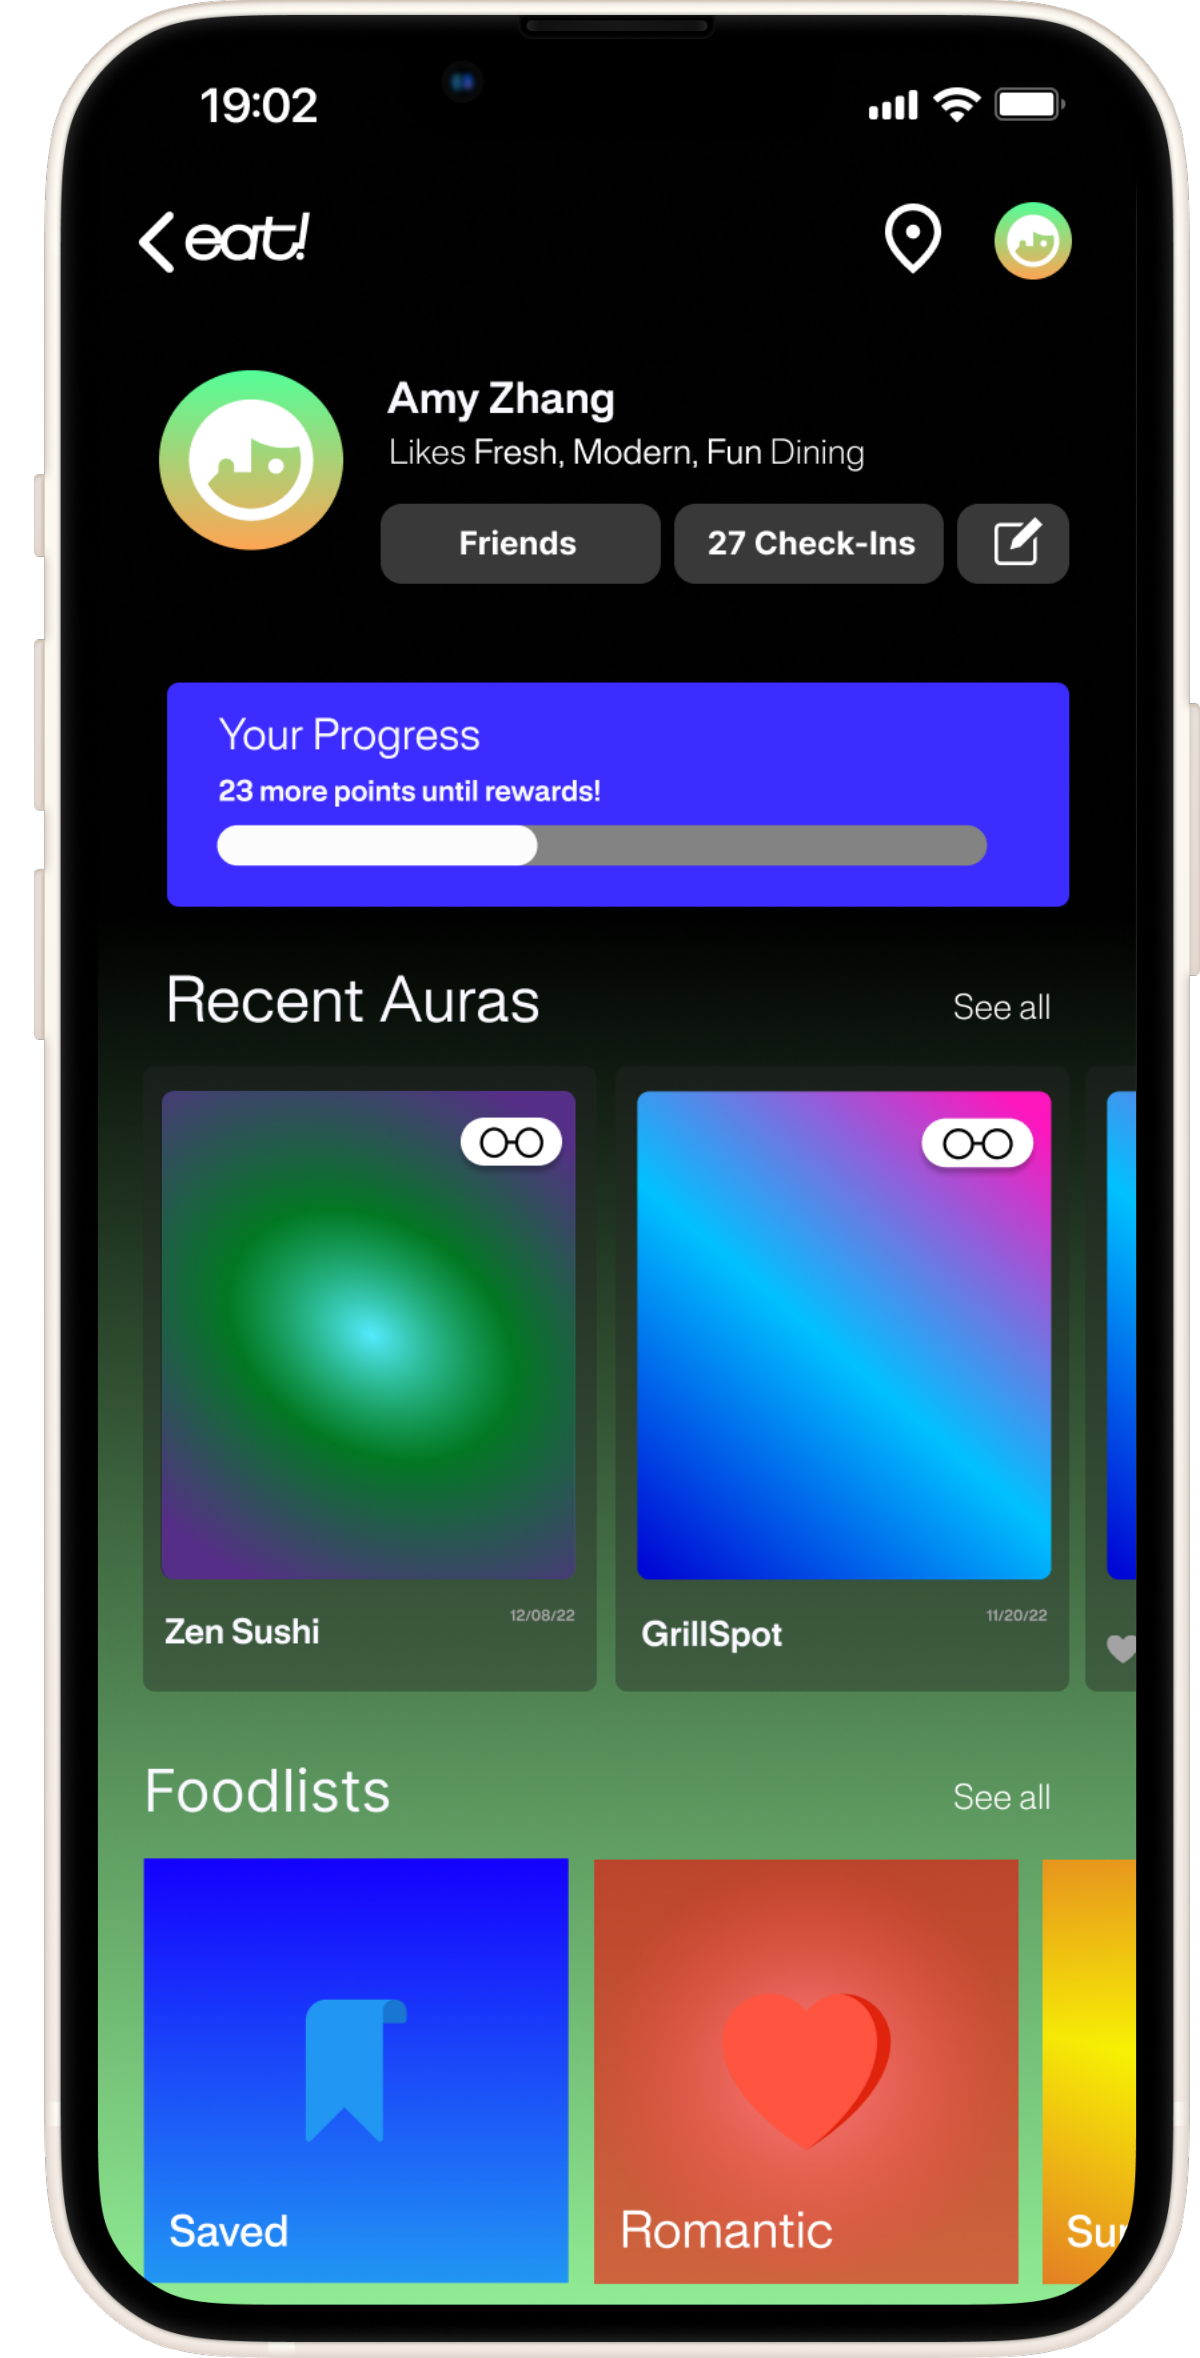 19:02
eat!
Amy Zhang
Likes Fresh, Modern, Fun Dining
Friends
27 Check-Ins
Your Progress
23 more points until rewards!
Recent Auras
See all
Zen Sushi
12/08/22
GrillSpot
11/20/22
Foodlists
See all
Saved
Romantic